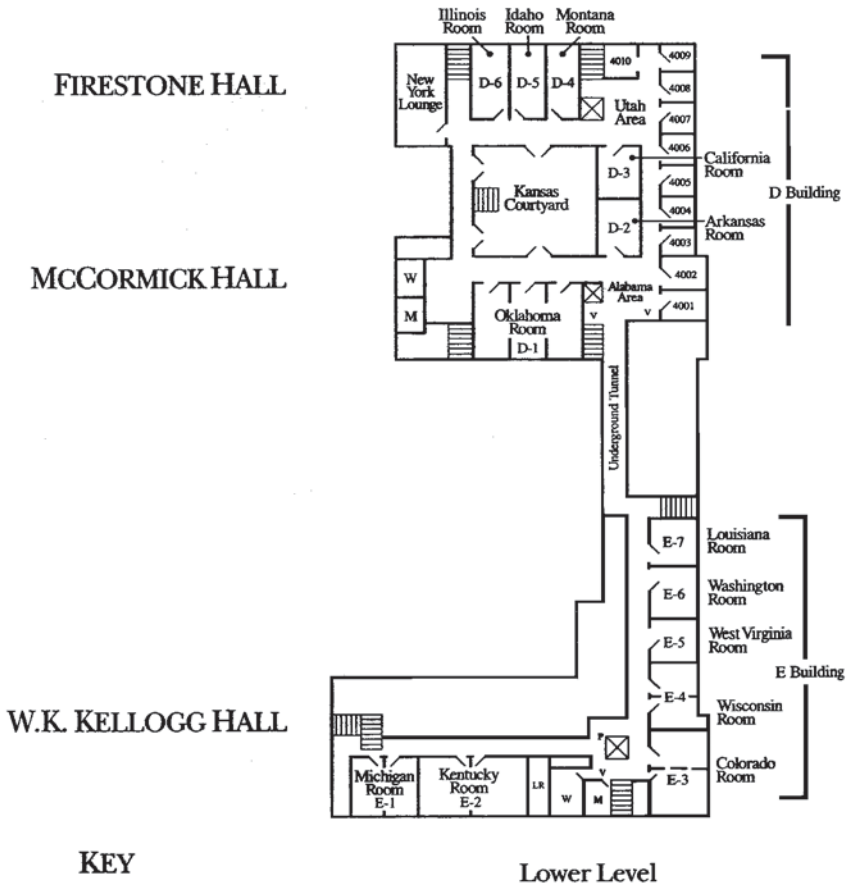 Illinois
Room
Idaho
Room
Montana
Room
FIRESTONE HALL
New
York
Lounge
D-6
D-5
D-4
4010
4009
4008
Utah
Area
4007
4006
California
Room
D-3
4005
D Building
Kansas
Courtyard
4004
D-2
Arkansas
Room
4003
MCCORMICK HALL
W
4002
Alabama
Area
M
4001
V
V
Oklahoma
Room
D-1
Underground Tunnel
E-7
Louisiana
Room
E-6
Washington
Room
E-5
West Virginia
Room
E Building
E-4
Wisconsin
Room
W.K. KELLOGG HALL
P
V
Colorado
Room
E-3
Michigan
Room
E-1
Kentucky
Room
E-2
LR
W
M
KEY
Lower Level